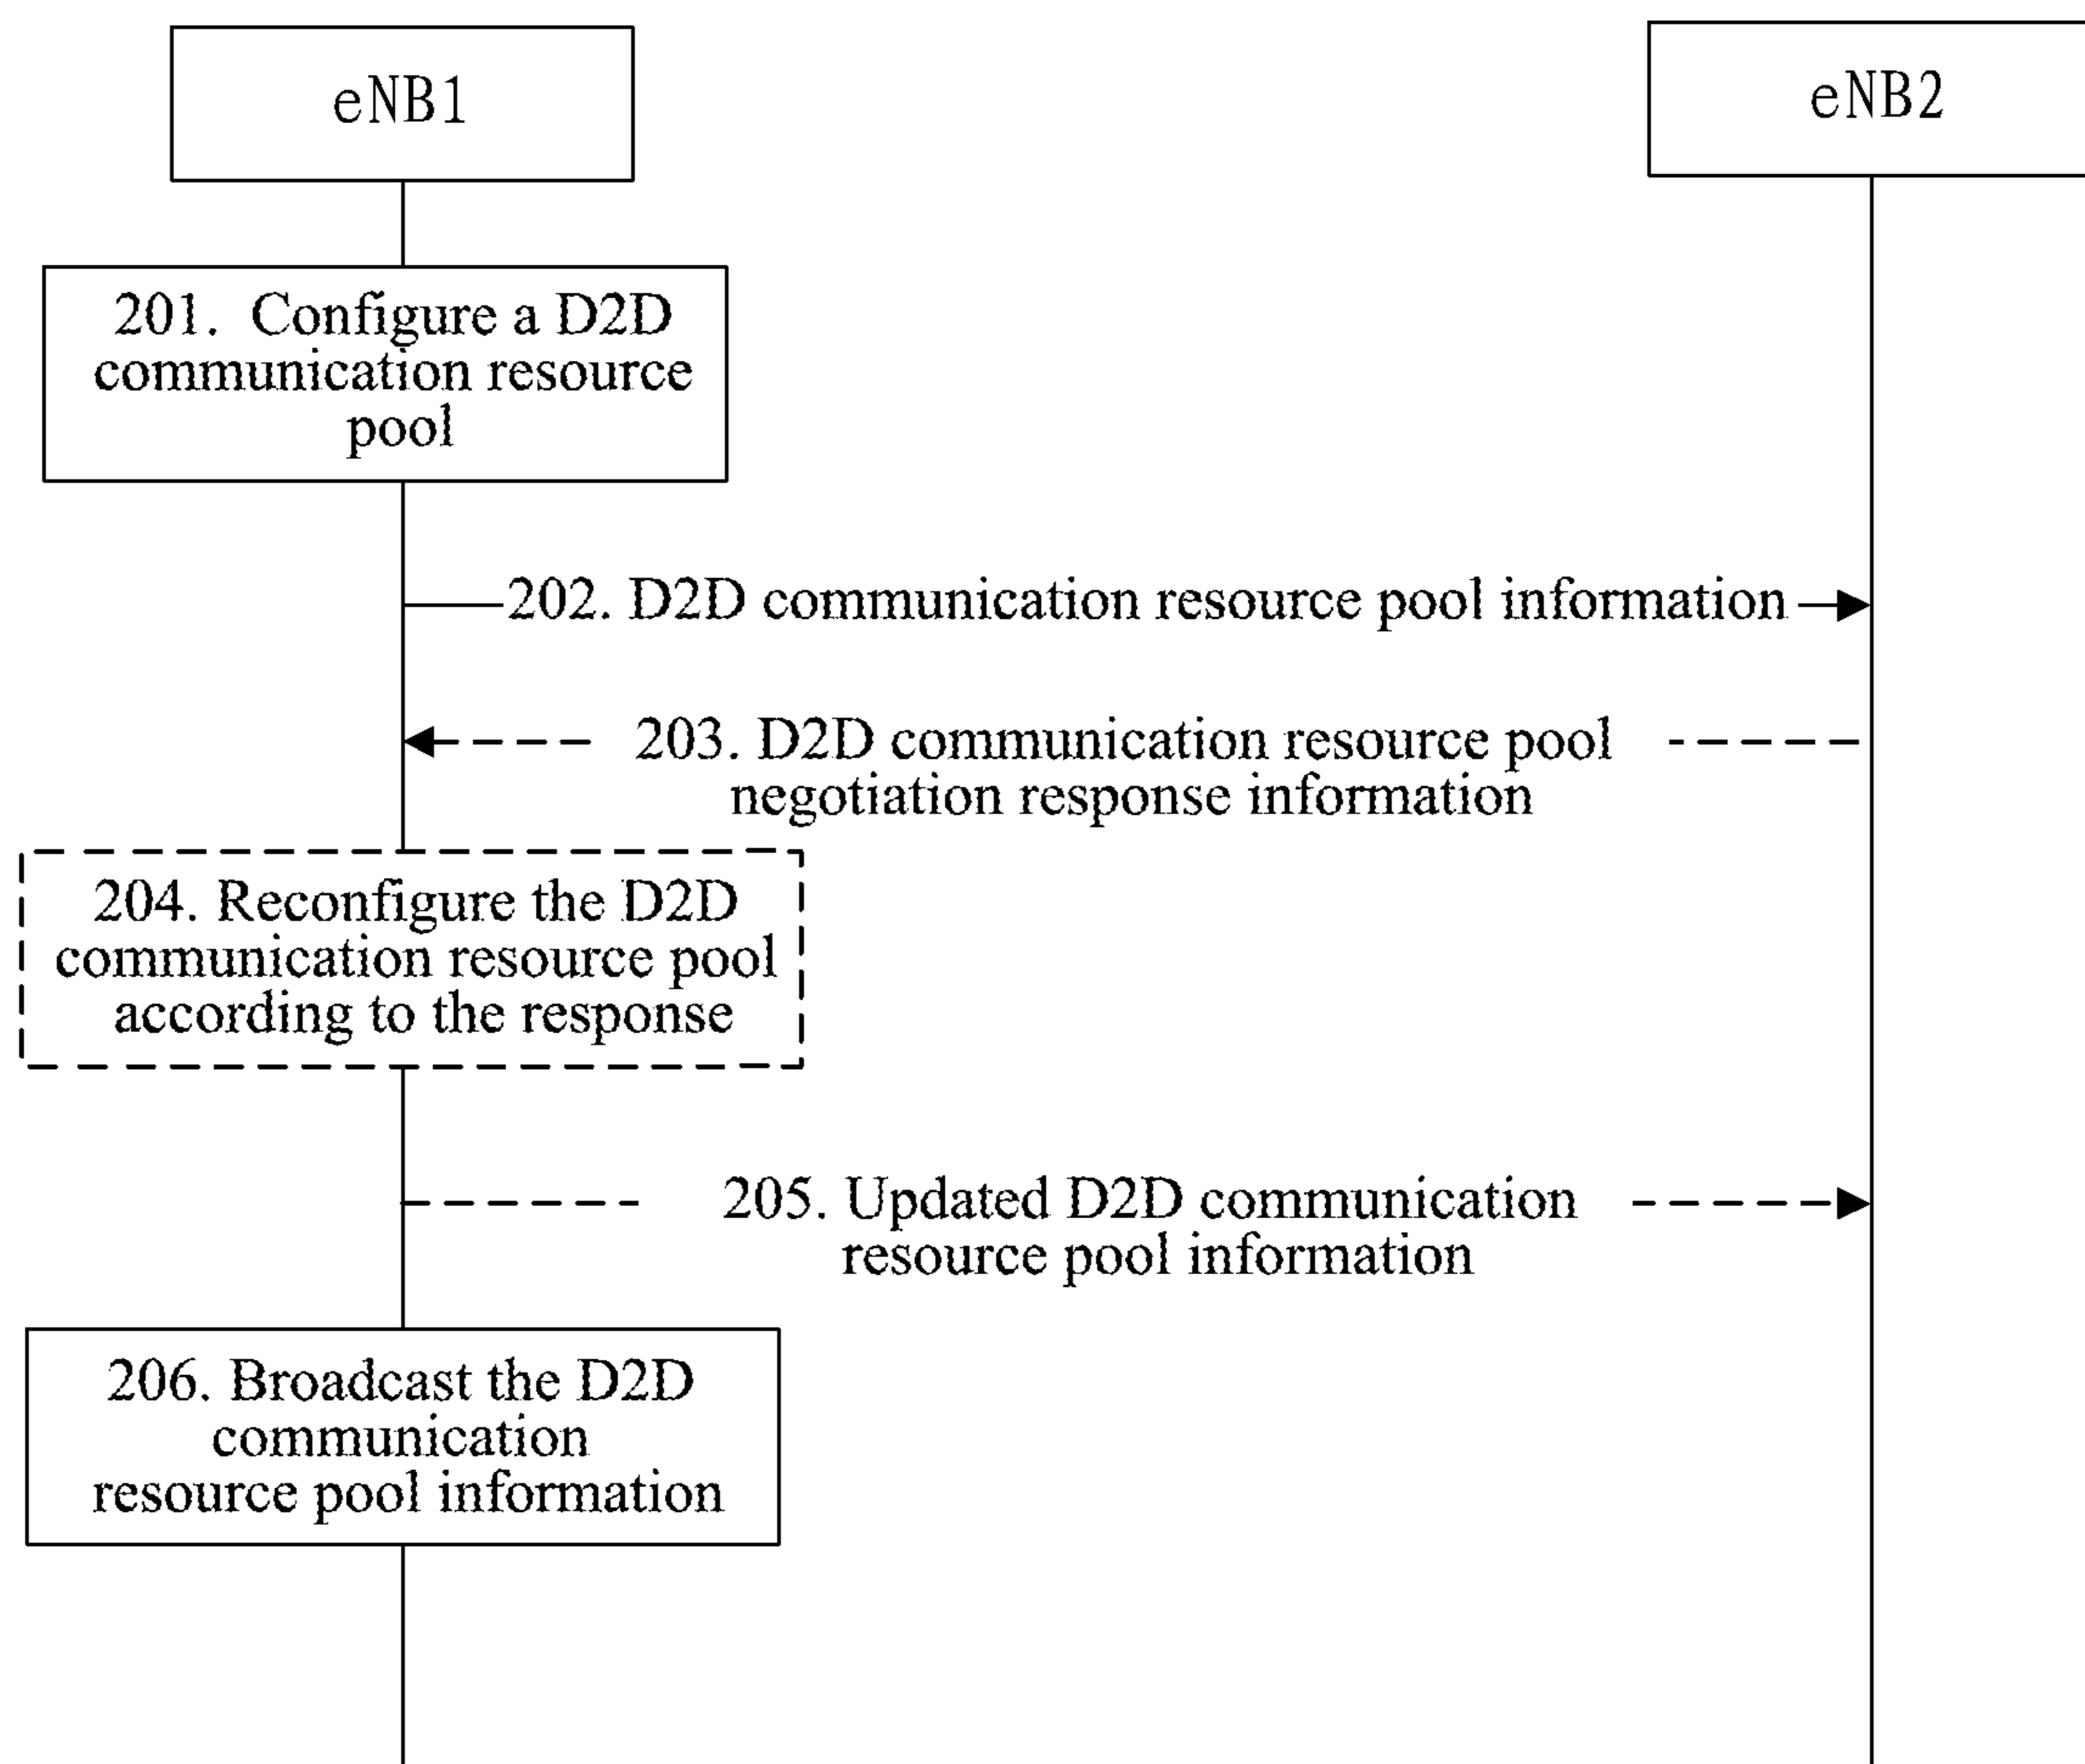 eNB1
eNB2
201. Configure a D2D
communication resource
pool
202. D2D communication resource pool information
203. D2D communication resource pool
negotiation response information
204. Reconfigure the D2D
communication resource pool
according to the response
205. Updated D2D communication
resource pool information
206. Broadcast the D2D
communication
resource pool information